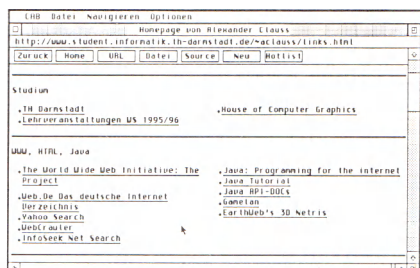 CAB Datei Navigieren Optionen
Homepage von Alexander Clauss
http://www.student.informatik.th-darmstadt.de/~aclauss/links.html
Zurück Home URL Datei Source Neu Hotlist
Studium
TH Darmstadt
Lehrveranstaltungen WS 1995/96
House of Computer Graphics
WWW, HTML, Java
The World Wide Web Initiative: The
Project
Web.De Das deutsche Internet
Verzeichnis
Yahoo Search
WebCrawler
InfoSeek Net Search
Java: Programming for the internet
Java Tutorial
Java API-DOCs
Gamelan
EarthWeb's 3D Netris